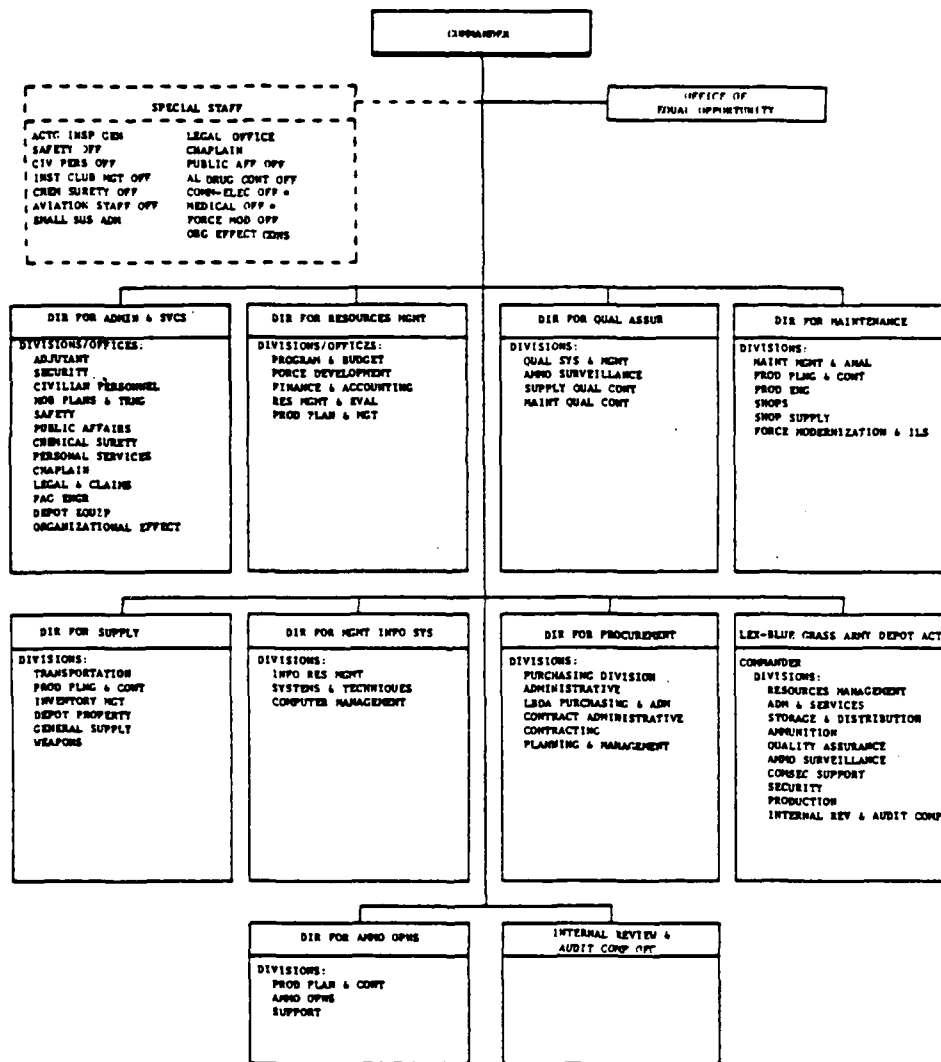 COMMANDER
OFFICE OF
EQUAL OPPORTUNITY
SPECIAL STAFF
ACTG INSP GEN
SAFETY OFF
CIV PERS OFF
INST CLUB MGT OFF
CHEM SURETY OFF
AVIATION STAFF OFF
SMALL BUS ADM
LEGAL OFFICE
CHAPLAIN
PUBLIC AFF OFF
AL DRUG CONT OFF
COMM-ELEC OFF *
MEDICAL OFF *
FORCE MOD OFF
ORG EFFECT CONS
DIR FOR ADMIN & SVCS
DIVISIONS/OFFICES:
ADJUTANT
SECURITY
CIVILIAN PERSONNEL
MOB PLANS & TRNG
SAFETY
PUBLIC AFFAIRS
CHEMICAL SURETY
PERSONAL SERVICES
CHAPLAIN
LEGAL & CLAIMS
FAC ENGR
DEPOT EQUIP
ORGANIZATIONAL EFFECT
DIR FOR RESOURCES MGMT
DIVISIONS/OFFICES:
PROGRAM & BUDGET
FORCE DEVELOPMENT
FINANCE & ACCOUNTING
RES MGMT & EVAL
PROD PLAN & MGT
DIR FOR QUAL ASSUR
DIVISIONS:
QUAL SYS & MGMT
AMMO SURVEILLANCE
SUPPLY QUAL CONT
MAINT QUAL CONT
DIR FOR MAINTENANCE
DIVISIONS:
MAINT MGMT & ANAL
PROD PLNG & CONT
PROD ENG
SHOPS
SHOP SUPPLY
FORCE MODERNIZATION & ILS
DIR FOR SUPPLY
DIVISIONS:
TRANSPORTATION
PROD PLNG & CONT
INVENTORY MGT
DEPOT PROPERTY
GENERAL SUPPLY
WEAPONS
DIR FOR MGMT INFO SYS
DIVISIONS:
INFO RES MGMT
SYSTEMS & TECHNIQUES
COMPUTER MANAGEMENT
DIR FOR PROCUREMENT
DIVISIONS:
PURCHASING DIVISION
ADMINISTRATIVE
LBDA PURCHASING & ADM
CONTRACT ADMINISTRATIVE
CONTRACTING
PLANNING & MANAGEMENT
LEX-BLUE GRASS ARMY DEPOT ACT
COMMANDER
DIVISIONS:
RESOURCES MANAGEMENT
ADM & SERVICES
STORAGE & DISTRIBUTION
AMMUNITION
QUALITY ASSURANCE
AMMO SURVEILLANCE
COMSEC SUPPORT
SECURITY
PRODUCTION
INTERNAL REV & AUDIT COMP
DIR FOR AMMO OPNS
DIVISIONS:
PROD PLAN & CONT
AMMO OPNS
SUPPORT
INTERNAL REVIEW &
AUDIT COMP OFC